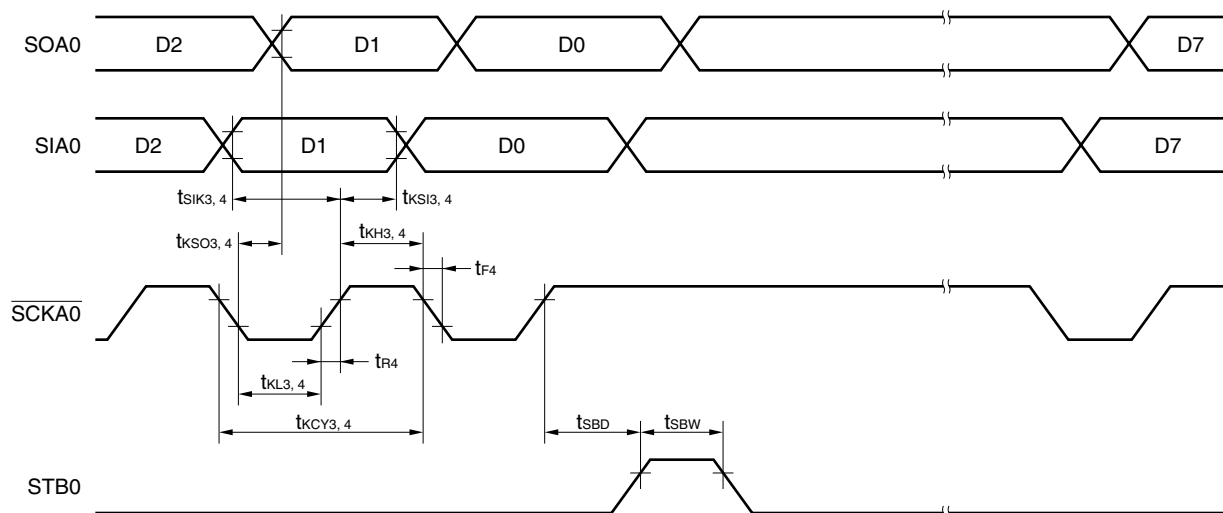 SOA0 D2 D1 D0 D7
SIA0 D2 D1 D0 D7
tSIK3, 4 tKSI3, 4
tKSO3, 4 tKH3, 4
tF4
SCKA0
tR4
tKL3, 4
tKCY3, 4 tSBD tSBW
STB0